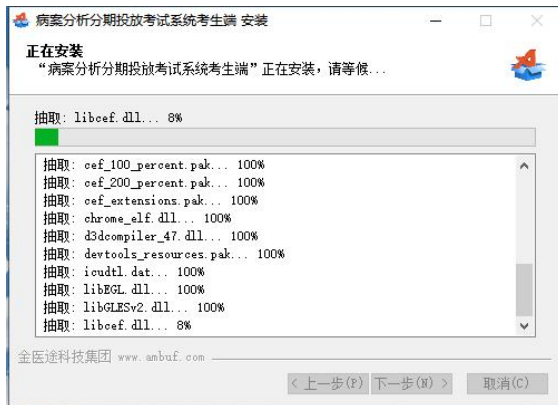 病案分析分期投放考试系统考生端 安装
正在安装
“病案分析分期投放考试系统考生端”正在安装，请等候...
抽取: libcef.dll... 8%
抽取: cef_100_percent.pak... 100%
抽取: cef_200_percent.pak... 100%
抽取: cef_extensions.pak... 100%
抽取: chrome_elf.dll... 100%
抽取: d3dcompiler_47.dll... 100%
抽取: devtools_resources.pak... 100%
抽取: icudtl.dat... 100%
抽取: libEGL.dll... 100%
抽取: libGLESv2.dll... 100%
抽取: libcef.dll... 8%
金医途科技集团 www.ambuf.com
< 上一步(P) 下一步(N) > 取消(C)